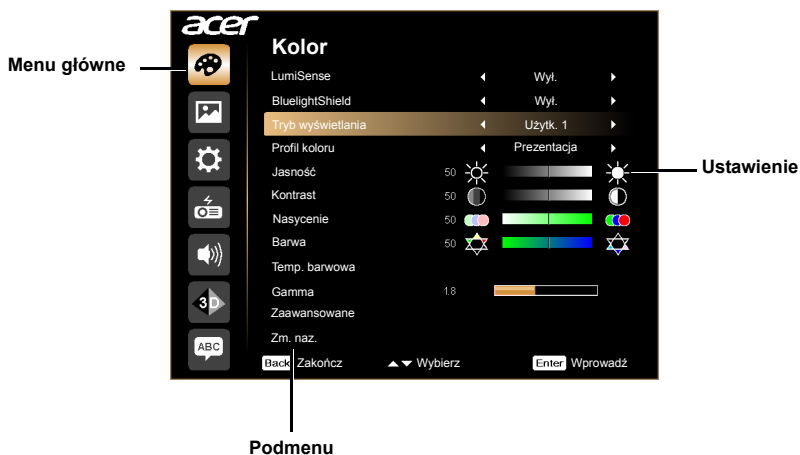 acer
Kolor
Menu główne
LumiSense Wył.
BluelightShield Wył.
Tryb wyświetlania Użytk. 1
Profil koloru Prezentacja
Jasność 50
Ustawienie
Kontrast 50
Nasycenie 50
Barwa 50
Temp. barwowa
Gamma 1.8
3D
Zaawansowane
Zm. naz.
ABC
Back Zakończ Wybierz Enter Wprowadź
Podmenu